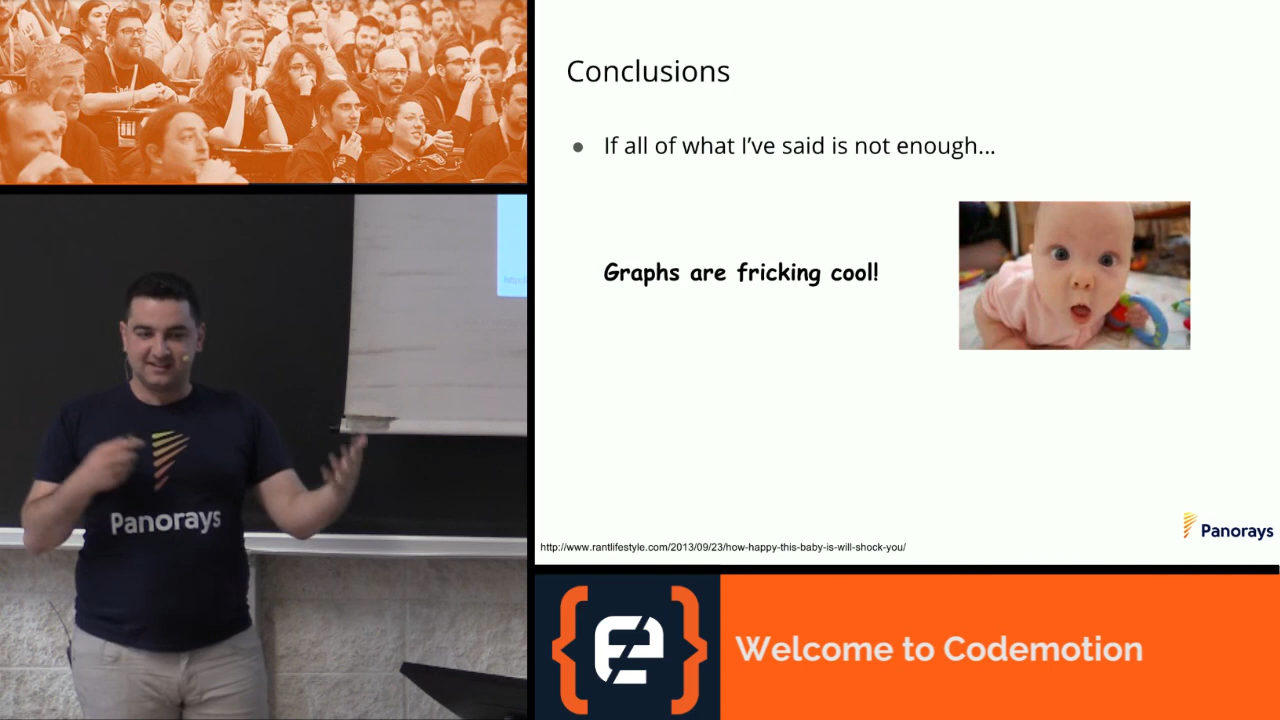 Conclusions
● If all of what I've said is not enough...
Graphs are fricking cool!
Panorays
Panorays
http://www.rantlifestyle.com/2013/09/23/how-happy-this-baby-is-will-shock-you/
Welcome to Codemotion